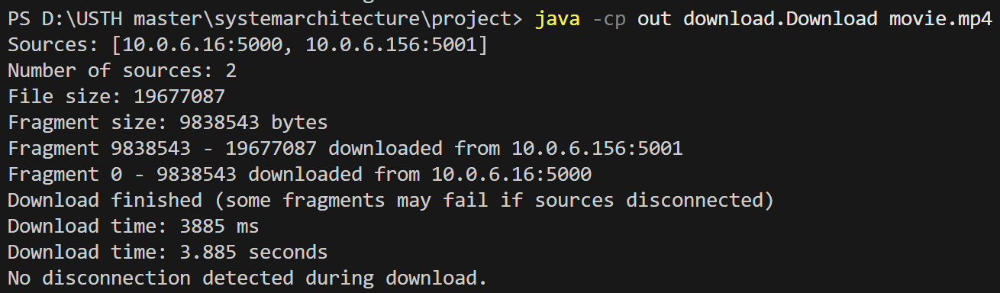 PS D:\USTH master\systemarchitecture\project> java -cp out download.Download movie.mp4
Sources: [10.0.6.16:5000, 10.0.6.156:5001]
Number of sources: 2
File size: 19677087
Fragment size: 9838543 bytes
Fragment 9838543 - 19677087 downloaded from 10.0.6.156:5001
Fragment 0 - 9838543 downloaded from 10.0.6.16:5000
Download finished (some fragments may fail if sources disconnected)
Download time: 3885 ms
Download time: 3.885 seconds
No disconnection detected during download.